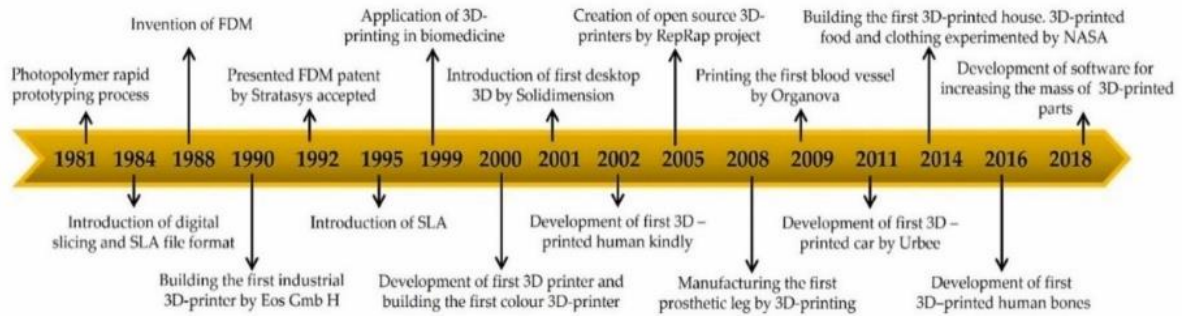 Invention of FDM
Application of 3D-
printing in biomedicine
Creation of open source 3D-
printers by RepRap project
Building the first 3D-printed house. 3D-printed
food and clothing experimented by NASA
Photopolymer rapid
prototyping process
Presented FDM patent
by Stratasys accepted
Introduction of first desktop
3D by Solidimension
Printing the first blood vessel
by Organova
Development of software for
increasing the mass of 3D-printed
parts
1981 1984 1988 1990 1992 1995 1999 2000 2001 2002 2005 2008 2009 2011 2014 2016 2018
Introduction of digital
slicing and SLA file format
Introduction of SLA
Development of first 3D –
printed human kindly
Development of first 3D –
printed car by Urbee
Building the first industrial
3D-printer by Eos Gmb H
Development of first 3D printer and
building the first colour 3D-printer
Manufacturing the first
prosthetic leg by 3D-printing
Development of first
3D–printed human bones